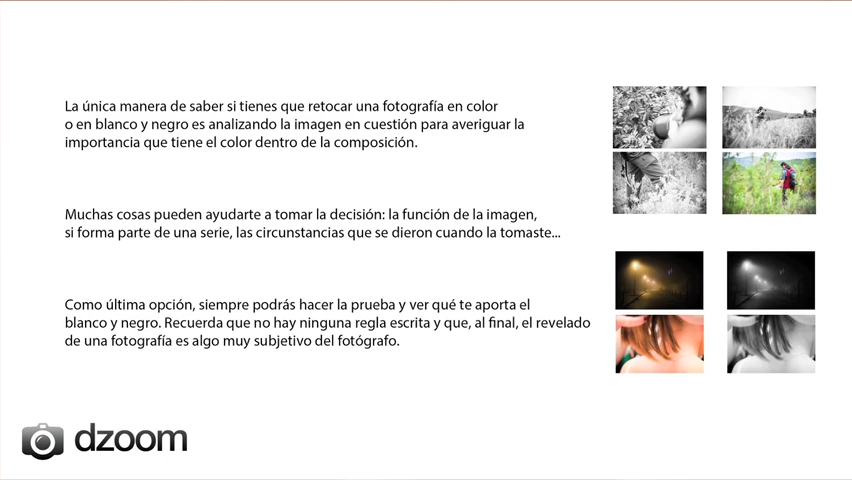 La única manera de saber si tienes que retocar una fotografía en color
o en blanco y negro es analizando la imagen en cuestión para averiguar la
importancia que tiene el color dentro de la composición.
Muchas cosas pueden ayudarte a tomar la decisión: la función de la imagen,
si forma parte de una serie, las circunstancias que se dieron cuando la tomaste...
Como última opción, siempre podrás hacer la prueba y ver qué te aporta el
blanco y negro. Recuerda que no hay ninguna regla escrita y que, al final, el revelado
de una fotografía es algo muy subjetivo del fotógrafo.
dzoom